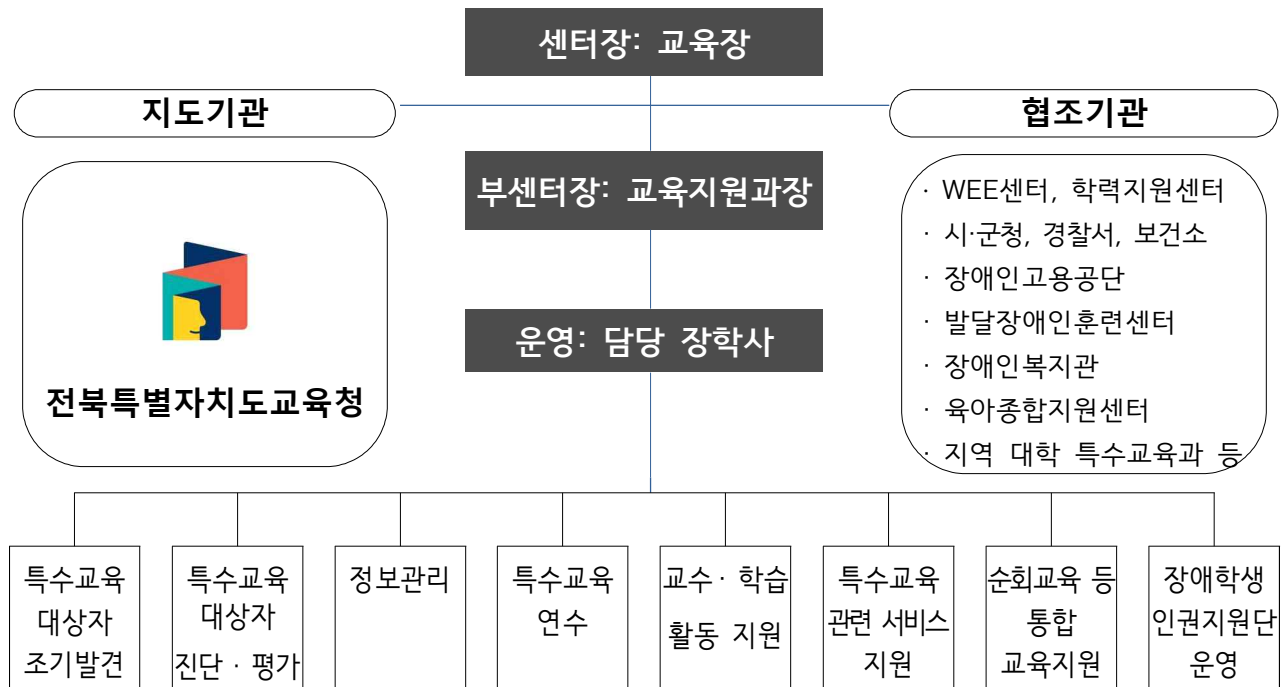 센터장: 교육장
지도기관
협조기관
부센터장: 교육지원과장
운영: 담당 장학사
전북특별자치도교육청
· WEE센터, 학력지원센터
· 시·군청, 경찰서, 보건소
· 장애인고용공단
· 발달장애인훈련센터
· 장애인복지관
· 육아종합지원센터
· 지역 대학 특수교육과 등
특수교육
대상자
조기발견
특수교육
대상자
진단 · 평가
정보관리
특수교육
연수
교수 · 학습
활동 지원
특수교육
관련 서비스
지원
순회교육 등
통합
교육지원
장애학생
인권지원단
운영